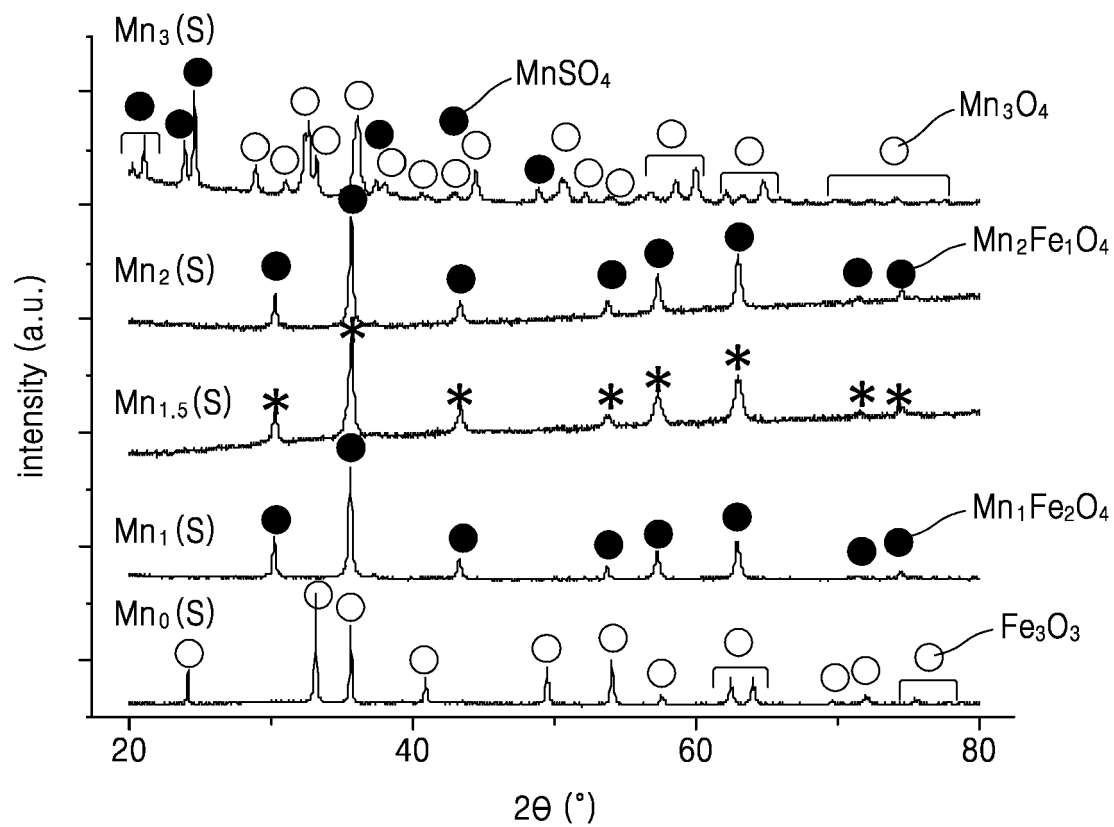 Mn₃(S)
MnSO₄
Mn₃O₄
Mn₂(S)
Mn₂Fe₁O₄
Mn₁.₅(S)
Mn₁(S)
Mn₁Fe₂O₄
Mn₀(S)
Fe₃O₃
intensity (a.u.)
20 40 60 80
2θ (°)